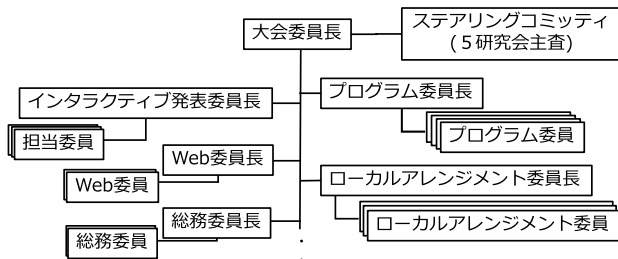 大会委員長
ステアリングコミッティ
(５研究会主査)
インタラクティブ発表委員長
プログラム委員長
担当委員
プログラム委員
Web委員長
Web委員
ローカルアレンジメント委員長
総務委員長
ローカルアレンジメント委員
総務委員